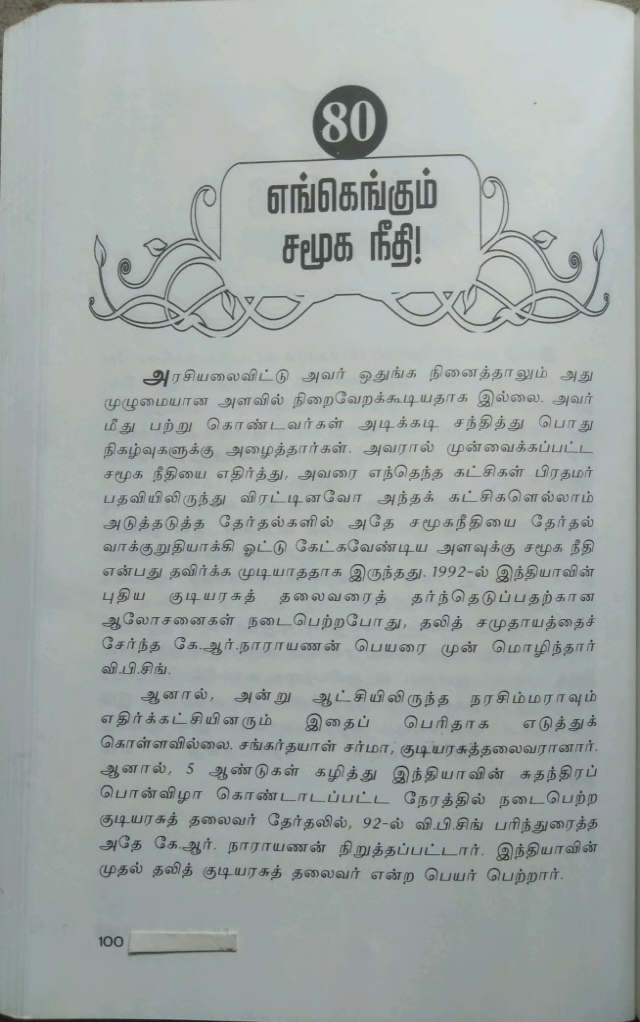 80
எங்கெங்கும்
சமூக நீதி!
அரசியலைவிட்டு அவர் ஒதுங்க நினைத்தாலும் அது
முழுமையான அளவில் நிறைவேறக்கூடியதாக இல்லை. அவர்
மீது பற்று கொண்டவர்கள் அடிக்கடி சந்தித்து பொது
நிகழ்வுகளுக்கு அழைத்தார்கள். அவரால் முன்வைக்கப்பட்ட
சமூக நீதியை எதிர்த்து, அவரை எந்தெந்த கட்சிகள் பிரதமர்
பதவியிலிருந்து விரட்டினவோ அந்தக் கட்சிகளெல்லாம்
அடுத்தடுத்த தேர்தல்களில் அதே சமூகநீதியை தேர்தல்
வாக்குறுதியாக்கி ஓட்டு கேட்கவேண்டிய அளவுக்கு சமூக நீதி
என்பது தவிர்க்க முடியாததாக இருந்தது. 1992-ல் இந்தியாவின்
புதிய குடியரசுத் தலைவரைத் தர்ந்தெடுப்பதற்கான
ஆலோசனைகள் நடைபெற்றபோது, தலித் சமுதாயத்தைச்
சேர்ந்த கே.ஆர்.நாராயணன் பெயரை முன் மொழிந்தார்
வி.பி.சிங்.
ஆனால், அன்று ஆட்சியிலிருந்த நரசிம்மராவும்
எதிர்க்கட்சியினரும் இதைப் பெரிதாக எடுத்துக்
கொள்ளவில்லை. சங்கர்தயாள் சர்மா, குடியரசுத்தலைவரானார்.
ஆனால், 5 ஆண்டுகள் கழித்து இந்தியாவின் சுதந்திரப்
பொன்விழா கொண்டாடப்பட்ட நேரத்தில் நடைபெற்ற
குடியரசுத் தலைவர் தேர்தலில், 92-ல் வி.பி.சிங் பரிந்துரைத்த
அதே கே.ஆர். நாராயணன் நிறுத்தப்பட்டார். இந்தியாவின்
முதல் தலித் குடியரசுத் தலைவர் என்ற பெயர் பெற்றார்.
100